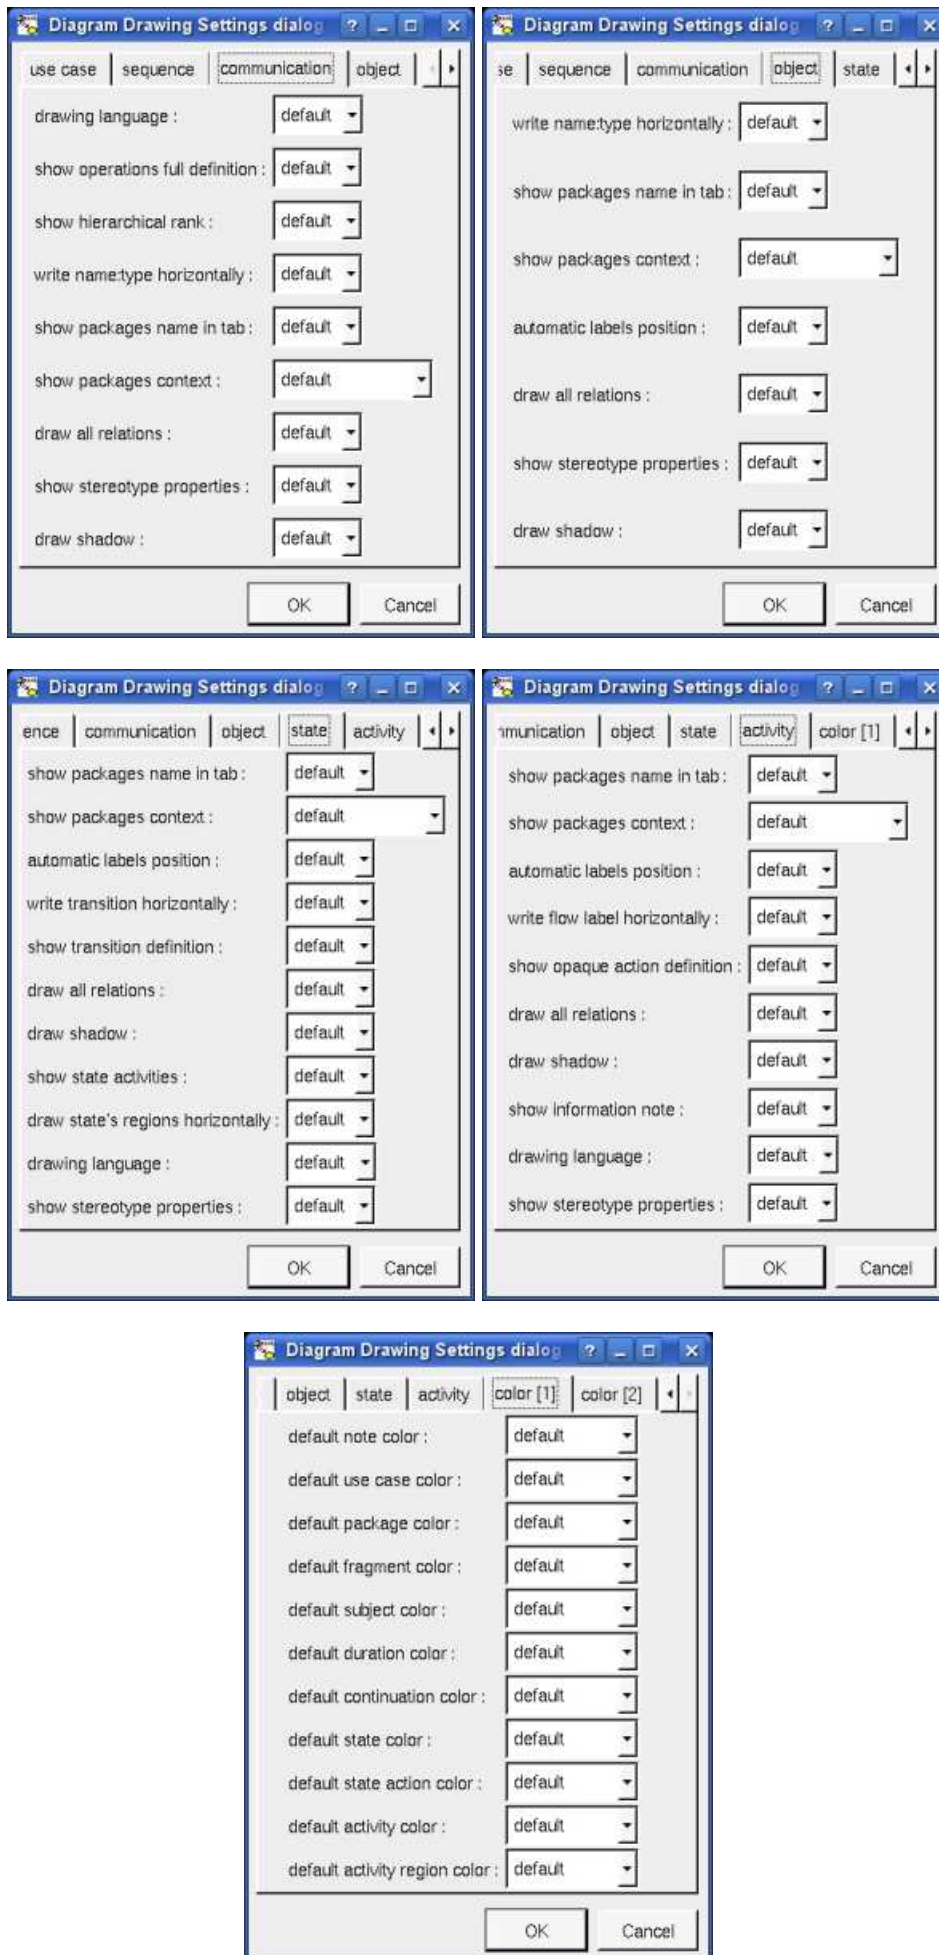 Diagram Drawing Settings dialog
use case sequence communication object
drawing language : default
show operations full definition : default
show hierarchical rank : default
write name:type horizontally : default
show packages name in tab : default
show packages context : default
draw all relations : default
show stereotype properties : default
draw shadow : default
OK Cancel
Diagram Drawing Settings dialog
se sequence communication object state
write name:type horizontally : default
show packages name in tab : default
show packages context : default
automatic labels position : default
draw all relations : default
show stereotype properties : default
draw shadow : default
OK Cancel
Diagram Drawing Settings dialog
ence communication object state activity
show packages name in tab : default
show packages context : default
automatic labels position : default
write transition horizontally : default
show transition definition : default
draw all relations : default
draw shadow : default
show state activities : default
draw state's regions horizontally : default
drawing language : default
show stereotype properties : default
OK Cancel
Diagram Drawing Settings dialog
munication object state activity color [1]
show packages name in tab : default
show packages context : default
automatic labels position : default
write flow label horizontally : default
show opaque action definition : default
draw all relations : default
draw shadow : default
show information note : default
drawing language : default
show stereotype properties : default
OK Cancel
Diagram Drawing Settings dialog
object state activity color [1] color [2]
default note color : default
default use case color : default
default package color : default
default fragment color : default
default subject color : default
default duration color : default
default continuation color : default
default state color : default
default state action color : default
default activity color : default
default activity region color : default
OK Cancel